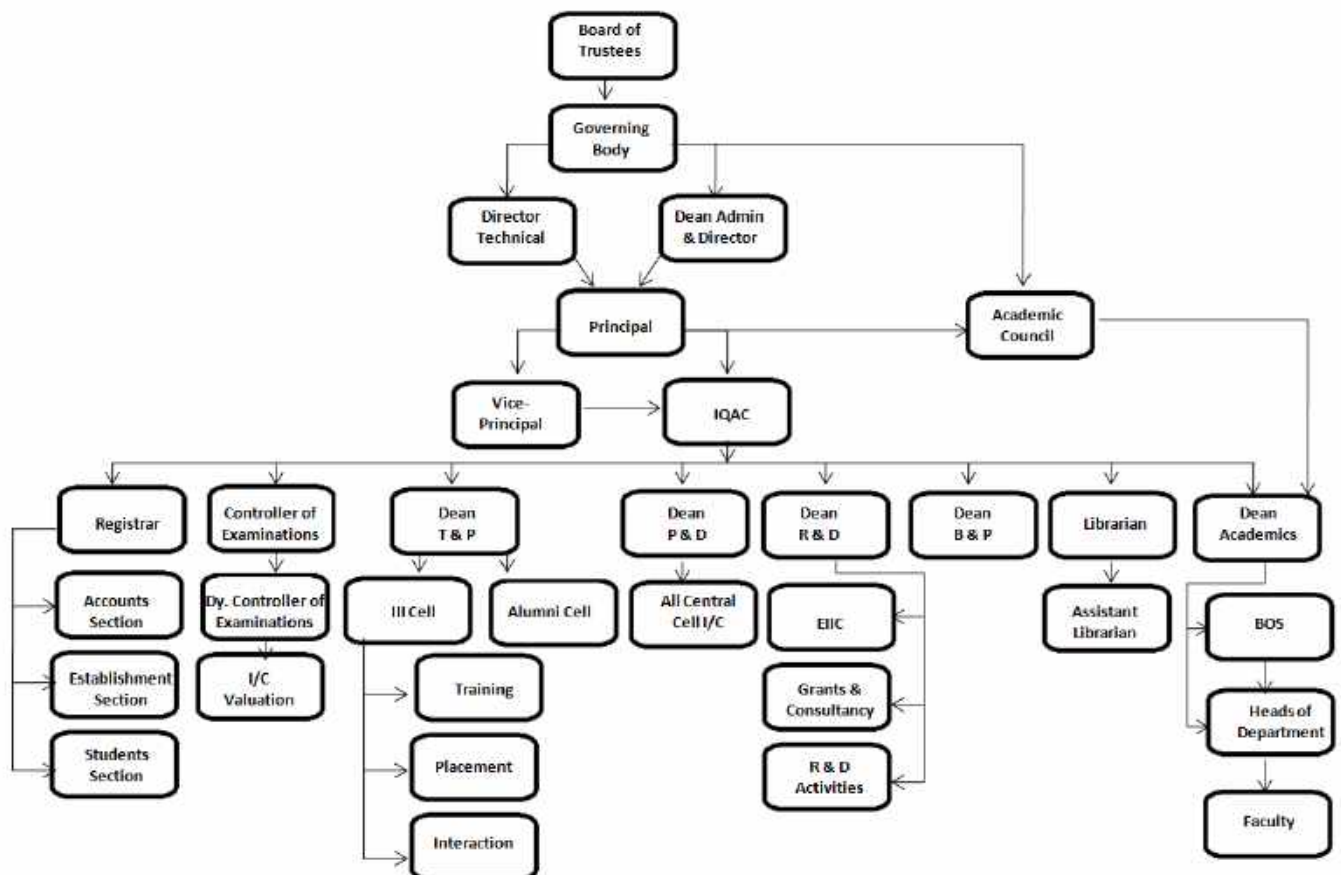 Board of
Trustees
Governing
Body
Director
Technical
Dean Admin
& Director
Principal
Academic
Council
Vice-
Principal
IQAC
Registrar
Controller of
Examinations
Dean
T & P
Dean
P & D
Dean
R & D
Dean
B & P
Librarian
Dean
Academics
Accounts
Section
Dy. Controller of
Examinations
III Cell
Alumni Cell
All Central
Cell I/C
EIIC
Assistant
Librarian
BOS
Establishment
Section
I/C
Valuation
Training
Grants &
Consultancy
Heads of
Department
Students
Section
Placement
R & D
Activities
Interaction
Faculty